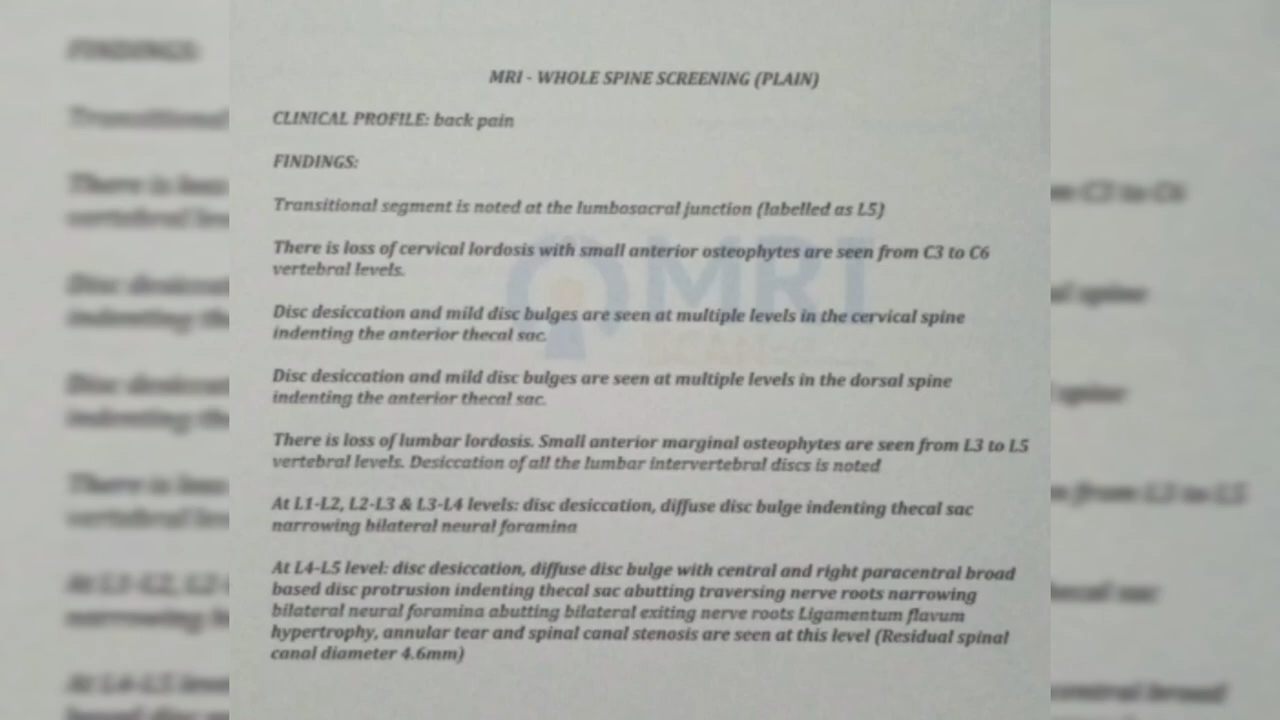 MRI - WHOLE SPINE SCREENING (PLAIN)
CLINICAL PROFILE: back pain
FINDINGS:
Transitional segment is noted at the lumbosacral junction (labelled as L5)
There is loss of cervical lordosis with small anterior osteophytes are seen from C3 to C6
vertebral levels.
Disc desiccation and mild disc bulges are seen at multiple levels in the cervical spine
indenting the anterior thecal sac.
Disc desiccation and mild disc bulges are seen at multiple levels in the dorsal spine
indenting the anterior thecal sac.
There is loss of lumbar lordosis. Small anterior marginal osteophytes are seen from L3 to L5
vertebral levels. Desiccation of all the lumbar intervertebral discs is noted
At L1-L2, L2-L3 & L3-L4 levels: disc desiccation, diffuse disc bulge indenting thecal sac
narrowing bilateral neural foramina
At L4-L5 level: disc desiccation, diffuse disc bulge with central and right paracentral broad
based disc protrusion indenting thecal sac abutting traversing nerve roots narrowing
bilateral neural foramina abutting bilateral exiting nerve roots Ligamentum flavum
hypertrophy, annular tear and spinal canal stenosis are seen at this level (Residual spinal
canal diameter 4.6mm)
MRI